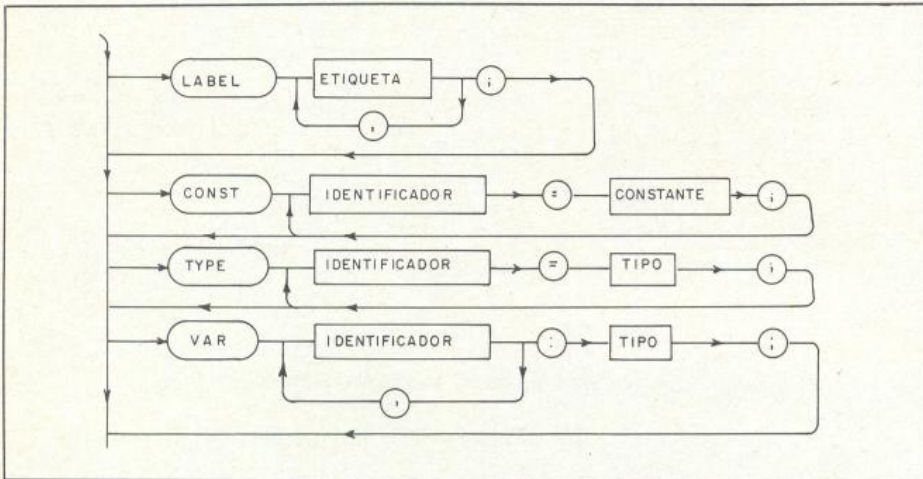 LABEL ETIQUETA ;
,
CONST IDENTIFICADOR = CONSTANTE ;
TYPE IDENTIFICADOR = TIPO ;
VAR IDENTIFICADOR : TIPO ;
,